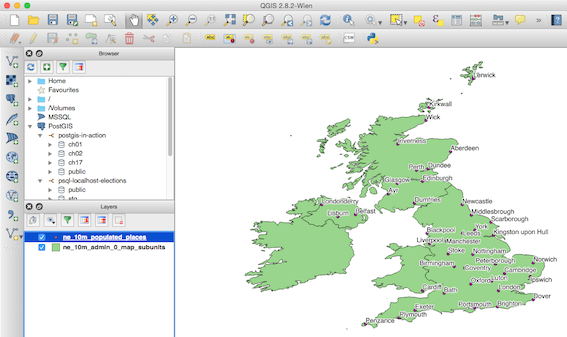 QGIS 2.8.2-Wien
Browser
Home
Favourites
/
/Volumes
MSSQL
PostGIS
postgis-in-action
ch01
ch02
ch17
public
psql-localhost-elections
public
Layers
ne_10m_populated_places
ne_10m_admin_0_map_subunits
Lerwick
Kirkwall
Wick
Inverness
Aberdeen
Perth
Dundee
Glasgow
Edinburgh
Ayr
Dumfries
Newcastle
Londonderry
Belfast
Lisburn
Middlesbrough
Scarborough
Blackpool
York
Leeds
Kingston upon Hull
Liverpool
Manchester
Stoke
Nottingham
Birmingham
Peterborough
Norwich
Coventry
Cambridge
Luton
Ipswich
Oxford
London
Cardiff
Bath
Dover
Exeter
Portsmouth
Brighton
Plymouth
Penzance
CSW